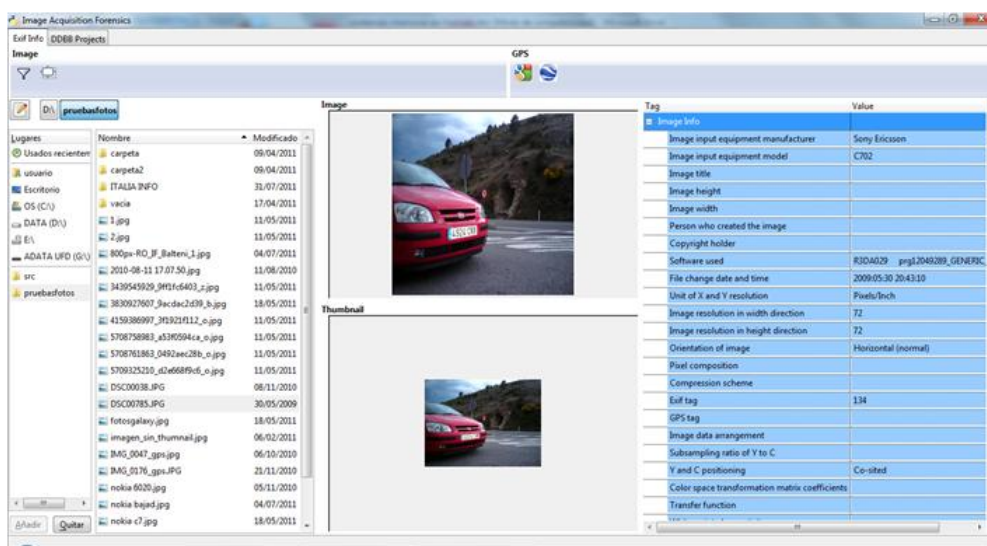 Image Acquisition Forensics
Exif Info DDBB Projects
Image
GPS
D:\ pruebasfotos
Lugares
Usados recientem
usuario
Escritorio
OS (C:\)
DATA (D:\)
E:\
ADATA UFD (G:\)
src
pruebasfotos
Añadir Quitar
Nombre Modificado
carpeta 09/04/2011
carpeta2 09/04/2011
ITALIA INFO 31/07/2011
vacia 17/04/2011
1.jpg 11/05/2011
2.jpg 11/05/2011
800px-RO_IF_Balteni_1.jpg 04/07/2011
2010-08-11 17.07.50.jpg 11/08/2010
3439545929_9ff1fc6403_z.jpg 11/05/2011
3830927607_9acdac2d39_b.jpg 18/05/2011
4159386997_3f1921f112_o.jpg 11/05/2011
5708758983_a53f0594ca_o.jpg 11/05/2011
5708761863_0492aec28b_o.jpg 11/05/2011
5709325210_d2e668f9c6_o.jpg 11/05/2011
DSC00038.JPG 08/11/2010
DSC00785.JPG 30/05/2009
fotosgalaxy.jpg 18/05/2011
imagen_sin_thumnail.jpg 06/02/2011
IMG_0047_gps.jpg 06/10/2010
IMG_0176_gps.JPG 21/11/2010
nokia 6020.jpg 05/11/2010
nokia bajad.jpg 04/07/2011
nokia c7.jpg 18/05/2011
Image
Thumbnail
Tag Value
Image Info
Image input equipment manufacturer Sony Ericsson
Image input equipment model C702
Image title
Image height
Image width
Person who created the image
Copyright holder
Software used R3DA029 prg12049289_GENERIC_
File change date and time 2009:05:30 20:43:10
Unit of X and Y resolution Pixels/Inch
Image resolution in width direction 72
Image resolution in height direction 72
Orientation of image Horizontal (normal)
Pixel composition
Compression scheme
Exif tag 134
GPS tag
Image data arrangement
Subsampling ratio of Y to C
Y and C positioning Co-sited
Color space transformation matrix coefficients
Transfer function